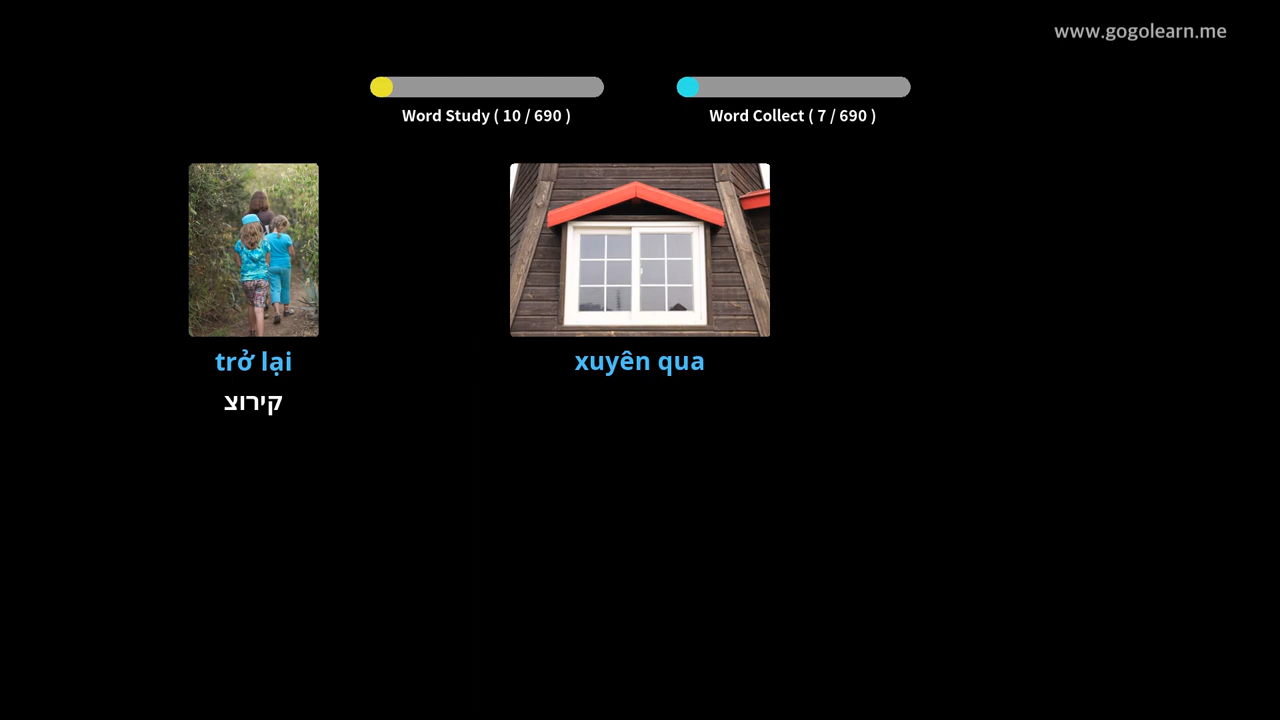 www.gogolearn.me
Word Study ( 10 / 690 )
Word Collect ( 7 / 690 )
trở lại
קירוצ
xuyên qua